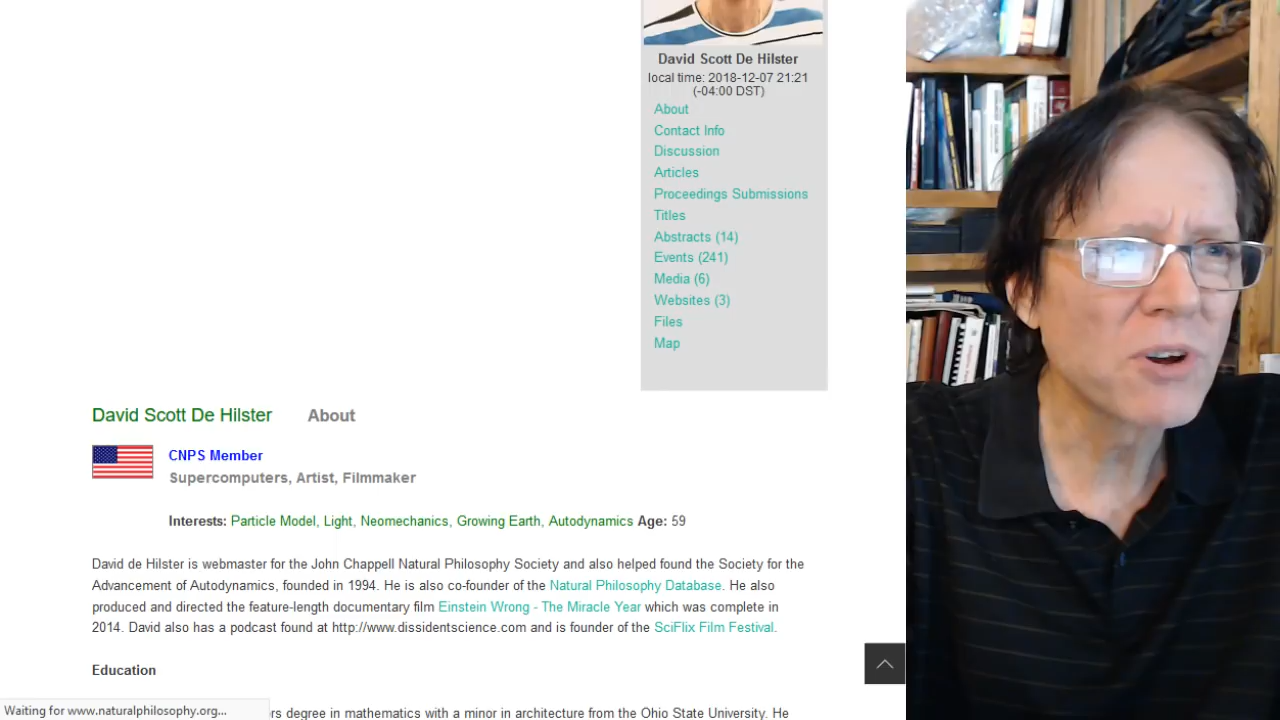 David Scott De Hilster
local time: 2018-12-07 21:21
(-04:00 DST)
About
Contact Info
Discussion
Articles
Proceedings Submissions
Titles
Abstracts (14)
Events (241)
Media (6)
Websites (3)
Files
Map
David Scott De Hilster About
CNPS Member
Supercomputers, Artist, Filmmaker
Interests: Particle Model, Light, Neomechanics, Growing Earth, Autodynamics Age: 59
David de Hilster is webmaster for the John Chappell Natural Philosophy Society and also helped found the Society for the
Advancement of Autodynamics, founded in 1994. He is also co-founder of the Natural Philosophy Database. He also
produced and directed the feature-length documentary film Einstein Wrong - The Miracle Year which was complete in
2014. David also has a podcast found at http://www.dissidentscience.com and is founder of the SciFlix Film Festival.
Education
rs degree in mathematics with a minor in architecture from the Ohio State University. He
Waiting for www.naturalphilosophy.org...